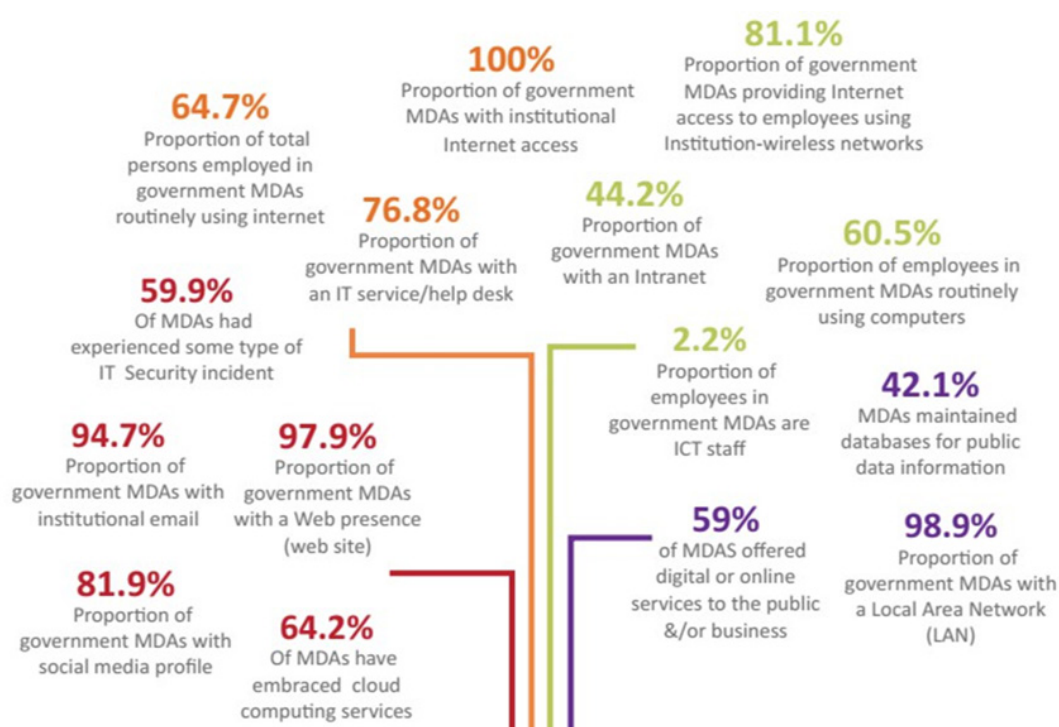 64.7%
Proportion of total
persons employed in
government MDAs
routinely using internet
100%
Proportion of government
MDAs with institutional
Internet access
81.1%
Proportion of government
MDAs providing Internet
access to employees using
Institution-wireless networks
76.8%
Proportion of
government MDAs with
an IT service/help desk
44.2%
Proportion of
government MDAs
with an Intranet
60.5%
Proportion of employees in
government MDAs routinely
using computers
59.9%
Of MDAs had
experienced some type of
IT Security incident
2.2%
Proportion of
employees in
government MDAs are
ICT staff
42.1%
MDAs maintained
databases for public
data information
94.7%
Proportion of
government MDAs with
institutional email
97.9%
Proportion of
government MDAs
with a Web presence
(web site)
59%
of MDAS offered
digital or online
services to the public
&/or business
98.9%
Proportion of
government MDAs with
a Local Area Network
(LAN)
81.9%
Proportion of
government MDAs with
social media profile
64.2%
Of MDAs have
embraced cloud
computing services